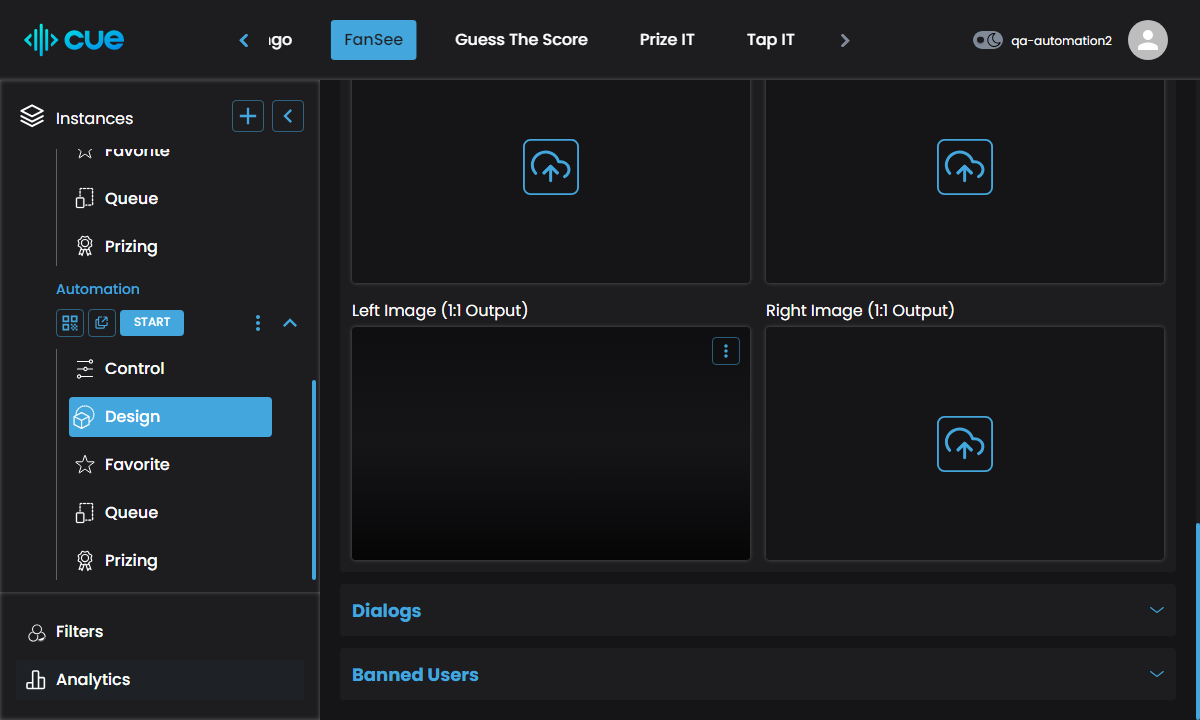 cue
FanSee
Guess The Score
Prize IT
Tap IT
qa-automation2
Instances
Favorite
Queue
Prizing
Automation
START
Control
Design
Favorite
Queue
Prizing
Filters
Analytics
Left Image (1:1 Output)
Right Image (1:1 Output)
Dialogs
Banned Users